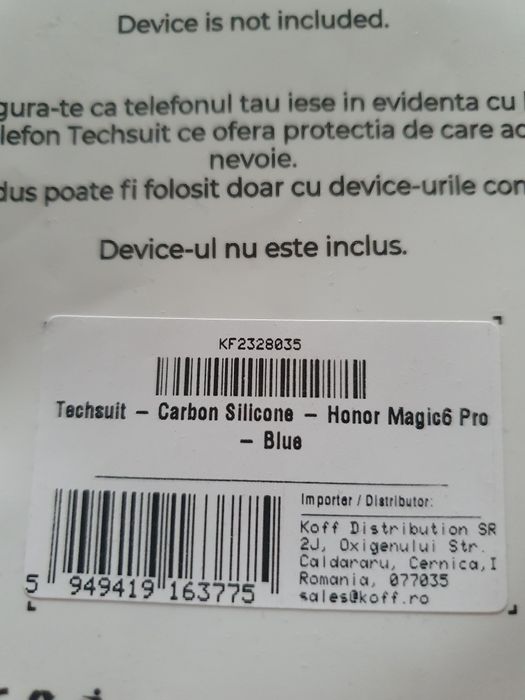 Device is not included.
gura-te ca telefonul tau iese in evidenta cu
lefon Techsuit ce ofera protectia de care ac
nevoie.
dus poate fi folosit doar cu device-urile com
Device-ul nu este inclus.
KF2328035
Techsuit – Carbon Silicone – Honor Magic6 Pro
– Blue
Importer / Distributor:
Koff Distribution SR
2J, Oxigenului Str.
Caldararu, Cernica, I
Romania, 077035
sales@koff.ro
5 949419 163775